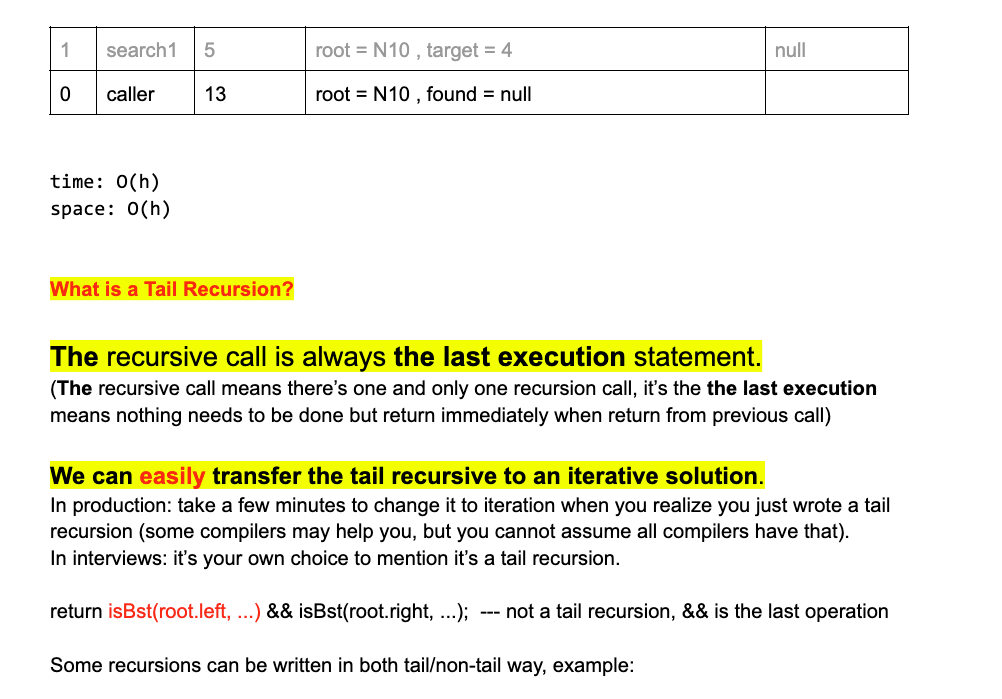 1 search1 5 root = N10 , target = 4 null
0 caller 13 root = N10 , found = null
time: O(h)
space: O(h)
What is a Tail Recursion?
The recursive call is always the last execution statement.
(The recursive call means there’s one and only one recursion call, it’s the the last execution
means nothing needs to be done but return immediately when return from previous call)
We can easily transfer the tail recursive to an iterative solution.
In production: take a few minutes to change it to iteration when you realize you just wrote a tail
recursion (some compilers may help you, but you cannot assume all compilers have that).
In interviews: it’s your own choice to mention it’s a tail recursion.
return isBst(root.left, ...) && isBst(root.right, ...);  --- not a tail recursion, && is the last operation
Some recursions can be written in both tail/non-tail way, example: